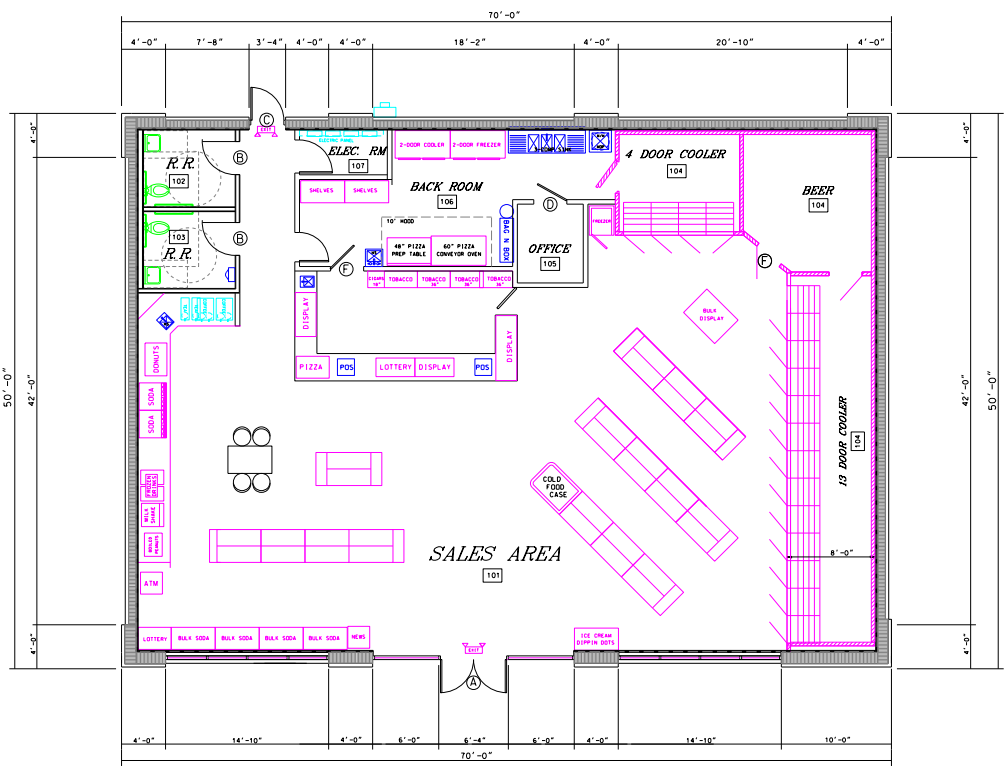 70'-0"
4'-0" 7'-8" 3'-4" 4'-0" 4'-0" 18'-2" 4'-0" 20'-10" 4'-0"
C
EXIT
4'-0"
4'-0"
ELECTRIC PANEL
R.R.
102
B
ELEC. RM
107
2-DOOR COOLER
2-DOOR FREEZER
4 DOOR COOLER
104
BEER
104
SHELVES
SHELVES
BACK ROOM
106
D
10' HOOD
BAG N BOX
FREEZER
103
R.R.
B
48" PIZZA
PREP TABLE
60" PIZZA
CONVEYOR OVEN
OFFICE
105
F
F
CIGARS
TOBACCO
36"
TOBACCO
36"
TOBACCO
36"
TOBACCO
36"
DISPLAY
BULK
DISPLAY
DONUTS
DISPLAY
PIZZA
POS
LOTTERY
DISPLAY
POS
SODA
SODA
50'-0"
42'-0"
42'-0"
50'-0"
13 DOOR COOLER
104
FROZEN
DRINKS
MILK
SHAKE
BOILED
PEANUTS
COLD
FOOD
CASE
SALES AREA
101
8'-0"
ATM
LOTTERY
BULK SODA
BULK SODA
BULK SODA
BULK SODA
NEWS
EXIT
ICE CREAM
DIPPIN DOTS
4'-0"
4'-0"
A
4'-0" 14'-10" 4'-0" 6'-0" 6'-4" 6'-0" 4'-0" 14'-10" 10'-0"
70'-0"